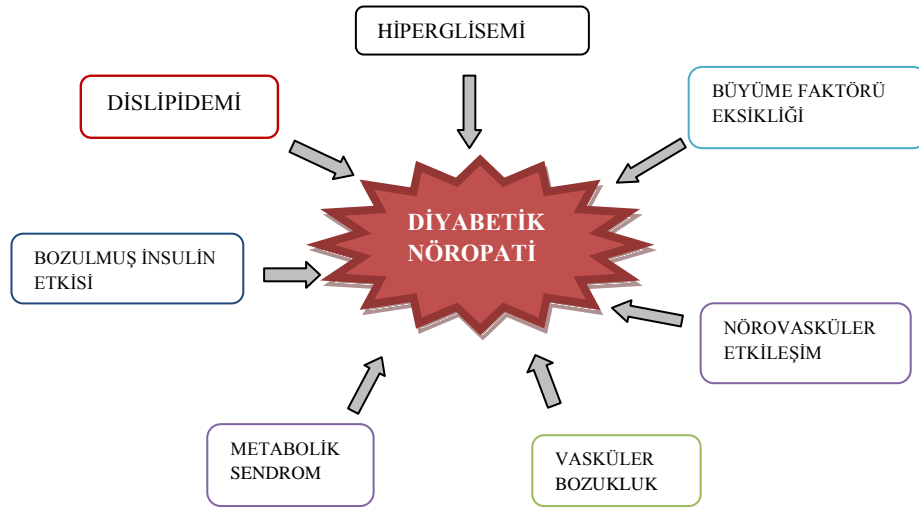 HİPERGLİSEMİ
DİSLİPİDEMİ
BÜYÜME FAKTÖRÜ
EKSİKLİĞİ
DİYABETİK
NÖROPATİ
BOZULMUŞ İNSULİN
ETKİSİ
NÖROVASKÜLER
ETKİLEŞİM
METABOLİK
SENDROM
VASKÜLER
BOZUKLUK